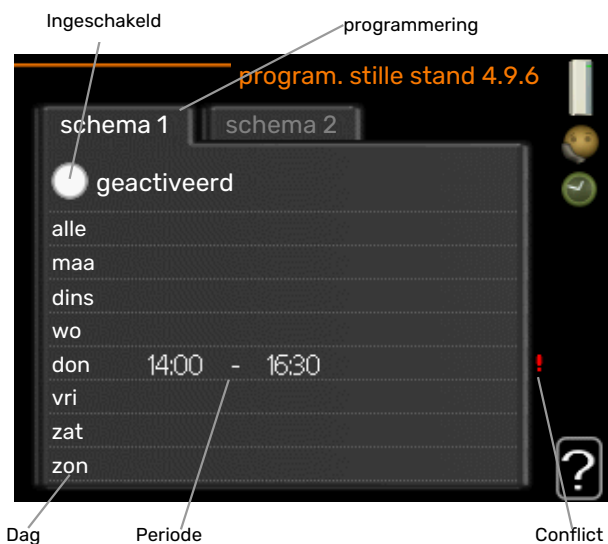 Ingeschakeld
programmering
program. stille stand 4.9.6
schema 1
schema 2
geactiveerd
alle
maa
dins
wo
don 14:00 - 16:30 !
vri
zat
zon
?
Dag
Periode
Conflict